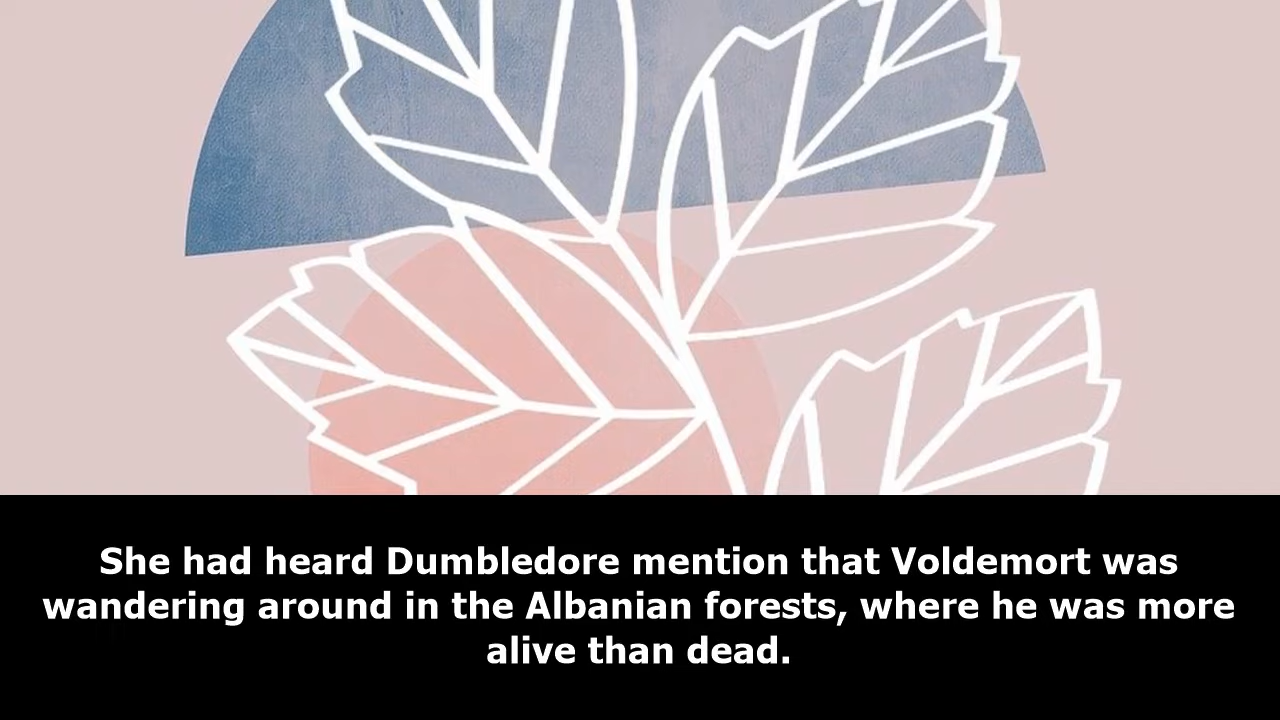 She had heard Dumbledore mention that Voldemort was
wandering around in the Albanian forests, where he was more
alive than dead.